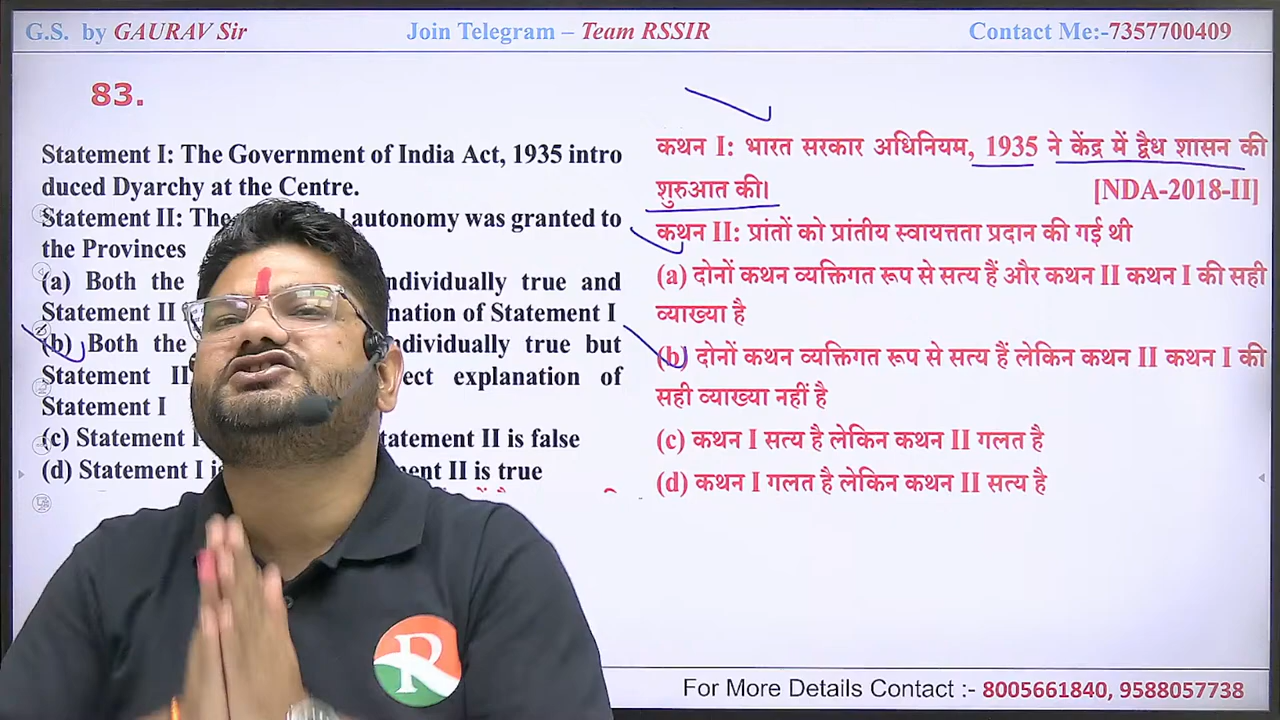 G.S. by GAURAV Sir
Join Telegram – Team RSSIR
Contact Me:-7357700409
83.
Statement I: The Government of India Act, 1935 intro
duced Dyarchy at the Centre.
Statement II: The autonomy was granted to
the Provinces
(a) Both the individually true and
Statement II nation of Statement I
(b) Both the ndividually true but
Statement II ect explanation of
Statement I
(c) Statement I tatement II is false
(d) Statement I is ment II is true
कथन I: भारत सरकार अधिनियम, 1935 ने केंद्र में द्वैध शासन की
शुरुआत की। [NDA-2018-II]
कथन II: प्रांतों को प्रांतीय स्वायत्तता प्रदान की गई थी
(a) दोनों कथन व्यक्तिगत रूप से सत्य हैं और कथन II कथन I की सही
व्याख्या है
(b) दोनों कथन व्यक्तिगत रूप से सत्य हैं लेकिन कथन II कथन I की
सही व्याख्या नहीं है
(c) कथन I सत्य है लेकिन कथन II गलत है
(d) कथन I गलत है लेकिन कथन II सत्य है
R
For More Details Contact :- 8005661840, 9588057738